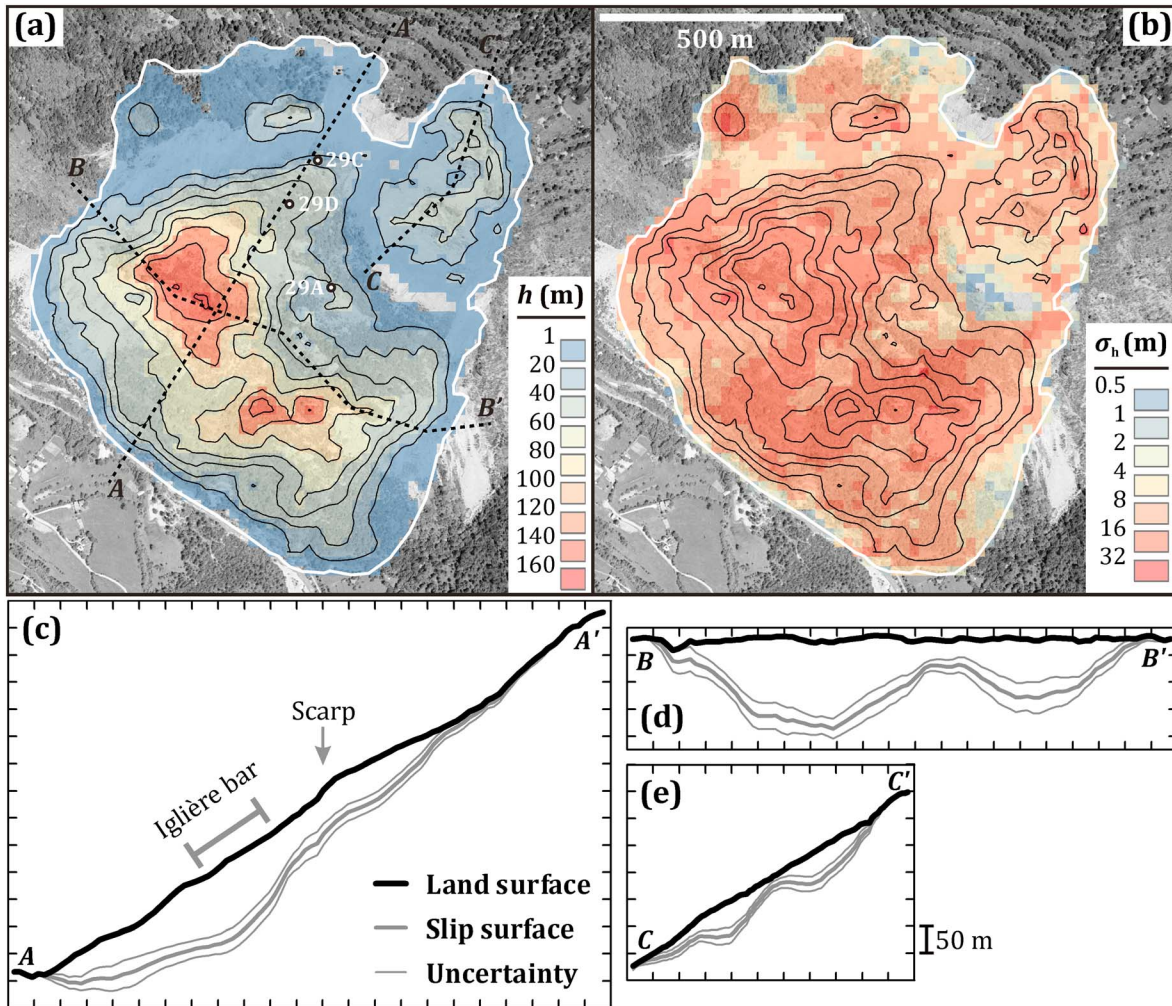 (a)
A'
C'
500 m
(b)
B
29C
29D
29A
C
A
B'
h (m)
1
20
40
60
80
100
120
140
160
σh (m)
0.5
1
2
4
8
16
32
(c)
A'
Scarp
Iglière bar
A
Land surface
Slip surface
Uncertainty
B
B'
(d)
(e)
C'
C
50 m